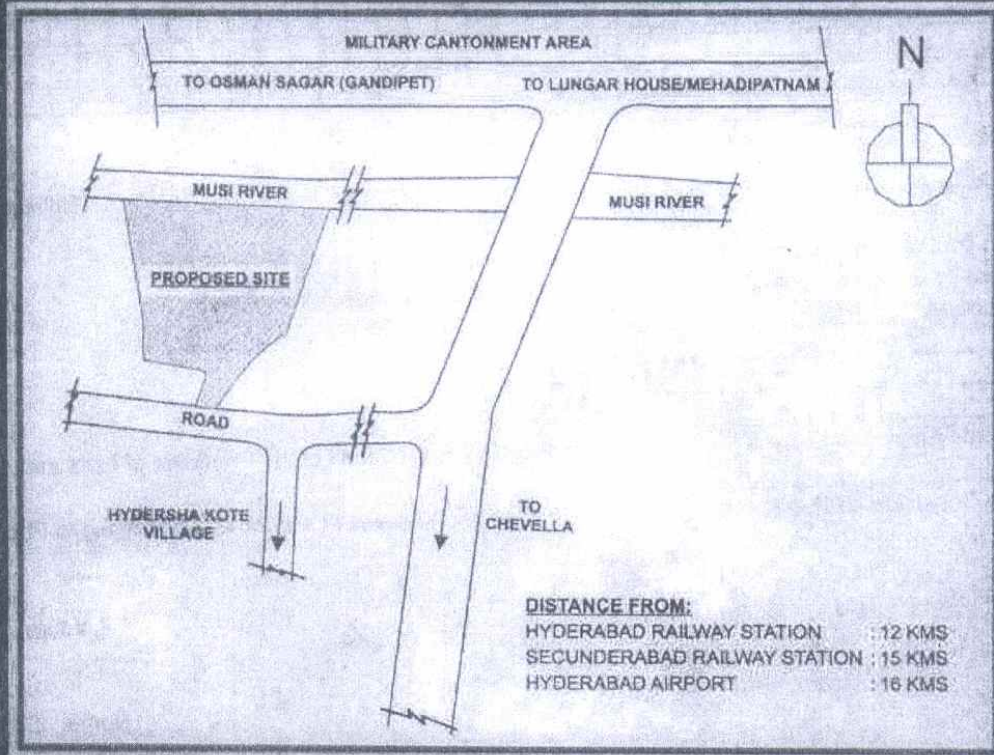 MILITARY CANTONMENT AREA
N
TO OSMAN SAGAR (GANDIPET)
TO LUNGAR HOUSE/MEHADIPATNAM
MUSI RIVER
MUSI RIVER
PROPOSED SITE
ROAD
HYDERSHA KOTE
VILLAGE
TO
CHEVELLA
DISTANCE FROM:
HYDERABAD RAILWAY STATION : 12 KMS
SECUNDERABAD RAILWAY STATION : 15 KMS
HYDERABAD AIRPORT : 16 KMS